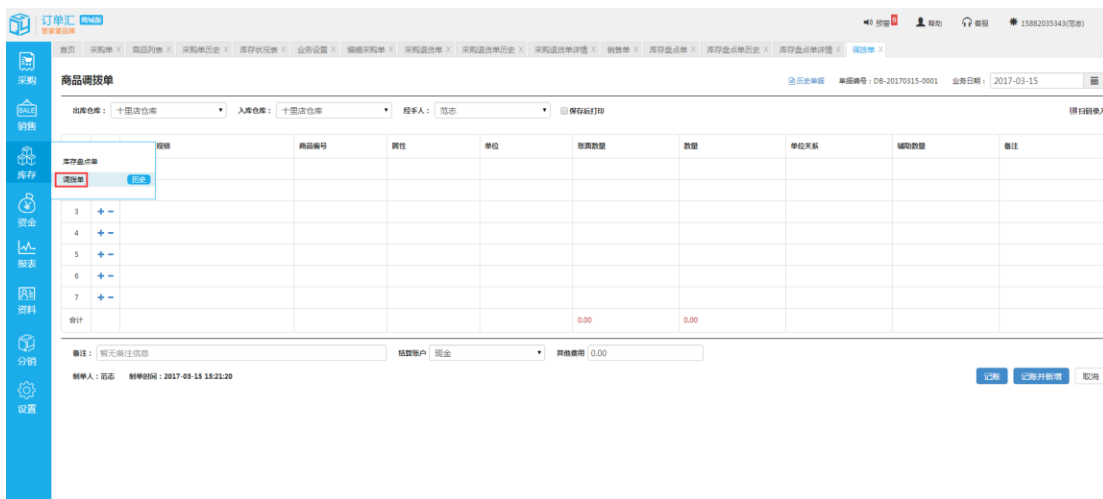 订单汇 商城版
管家婆品牌
预警 帮助 客服 15882035343(范志)
首页 采购单 商品列表 采购单历史 库存状况表 业务设置 编辑采购单 采购退货单 采购退货单历史 采购退货单详情 销售单 库存盘点单 库存盘点单历史 库存盘点单详情 调拨单
采购
SALE
销售
库存
资金
报表
资料
分销
设置
商品调拨单 历史单据 单据编号:DB-20170315-0001 业务日期: 2017-03-15
出库仓库: 十里店仓库 入库仓库: 十里店仓库 经手人: 范志 保存后打印 扫码录入
规格 商品编号 属性 单位 账面数量 数量 单位关系 辅助数量 备注
库存盘点单
调拨单 历史
3
4
5
6
7
合计 0.00 0.00
备注: 暂无备注信息 结算账户 现金 其他费用 0.00
制单人:范志 制单时间:2017-03-15 15:21:20
记账 记账并新增 取消